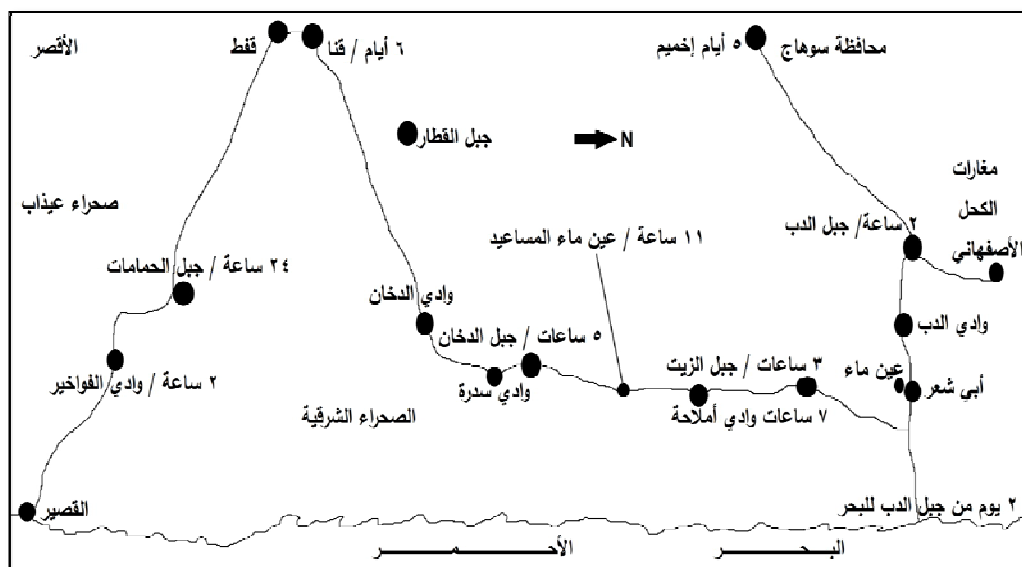 محافظة سوهاج
٥ أيام إخميم
٦ أيام / قنا
قفط
الأقصر
جبل القطار
N
مغارات
الكحل
الأصفهاني
صحراء عيذاب
٢ ساعة/ جبل الدب
١١ ساعة / عين ماء المساعيد
٢٤ ساعة / جبل الحمامات
وادي الدخان
وادي الدب
٥ ساعات / جبل الدخان
٣ ساعات / جبل الزيت
عين ماء
أبي شعر
٢ ساعة / وادي الفواخير
وادي سدرة
٧ ساعات وادي أملاحة
الصحراء الشرقية
القصير
٢ يوم من جبل الدب للبحر
البـحـــر الأحـــمـــر